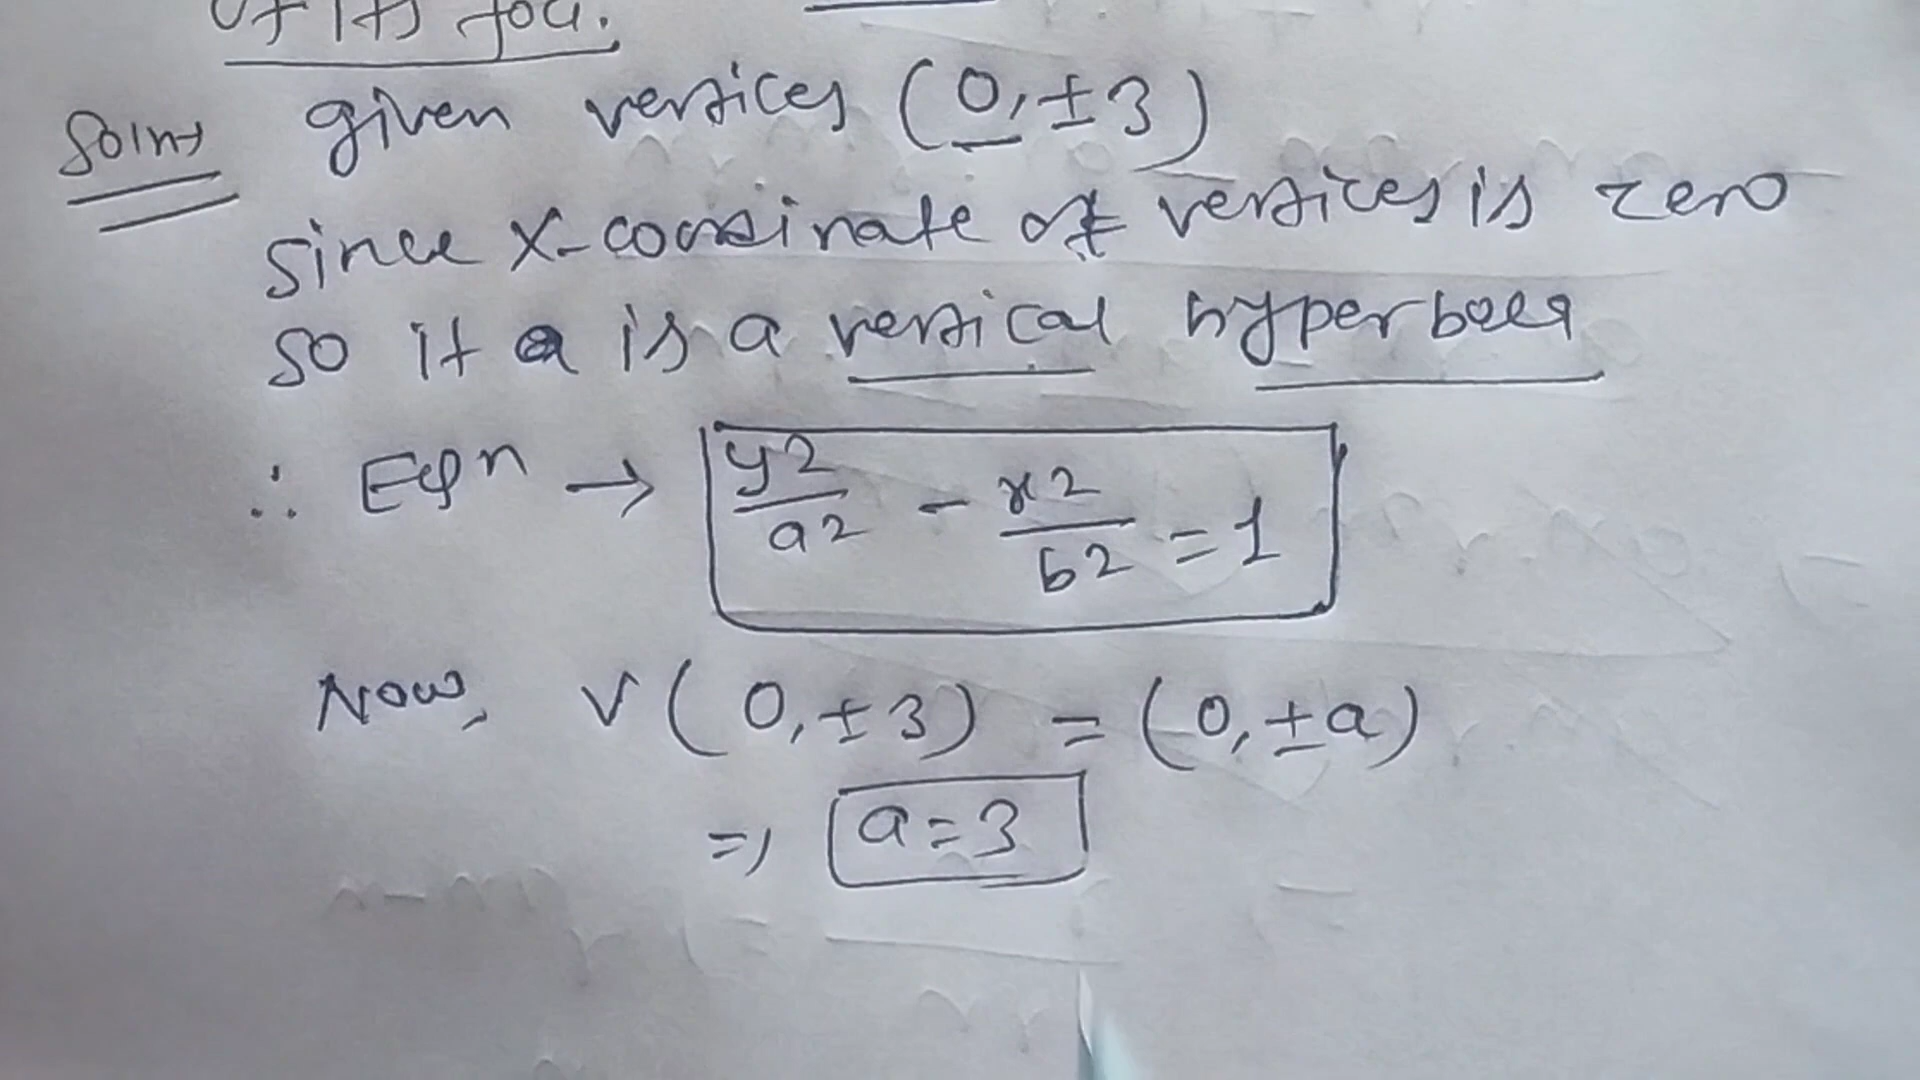 of its foci.
Soln given vertices (0, ±3)
since x-coordinate of vertices is zero
so it is a vertical hyperbola
∴ Eqn → y²/a² - x²/b² = 1
Now, V(0, ±3) = (0, ±a)
=> a=3